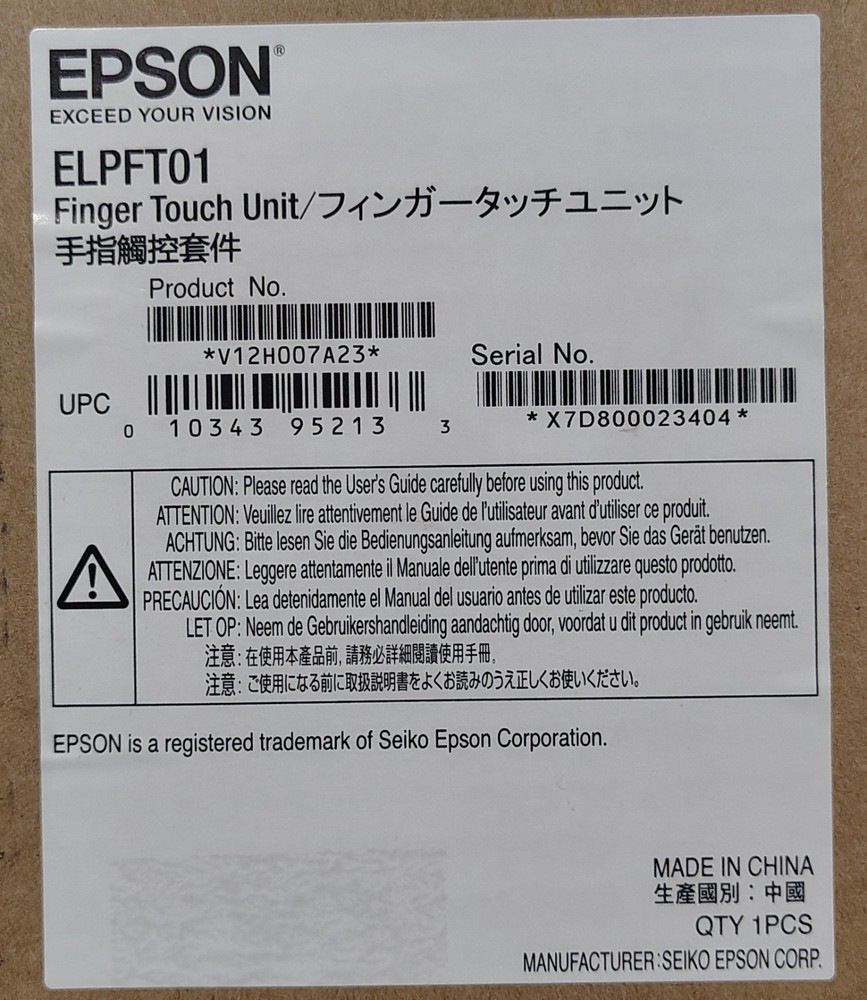 EPSON®
EXCEED YOUR VISION
ELPFT01
Finger Touch Unit/フィンガータッチユニット
手指觸控套件
Product No.
*V12H007A23*
Serial No.
*X7D800023404*
UPC
0 10343 95213 3
CAUTION: Please read the User's Guide carefully before using this product.
ATTENTION: Veuillez lire attentivement le Guide de l'utilisateur avant d'utiliser ce produit.
ACHTUNG: Bitte lesen Sie die Bedienungsanleitung aufmerksam, bevor Sie das Gerät benutzen.
ATTENZIONE: Leggere attentamente il Manuale dell'utente prima di utilizzare questo prodotto.
PRECAUCIÓN: Lea detenidamente el Manual del usuario antes de utilizar este producto.
LET OP: Neem de Gebruikershandleiding aandachtig door, voordat u dit product in gebruik neemt.
注意: 在使用本產品前, 請務必詳細閱讀使用手冊。
注意: ご使用になる前に取扱説明書をよくお読みのうえ正しくお使いください。
EPSON is a registered trademark of Seiko Epson Corporation.
MADE IN CHINA
生產國別：中國
QTY 1PCS
MANUFACTURER:SEIKO EPSON CORP.